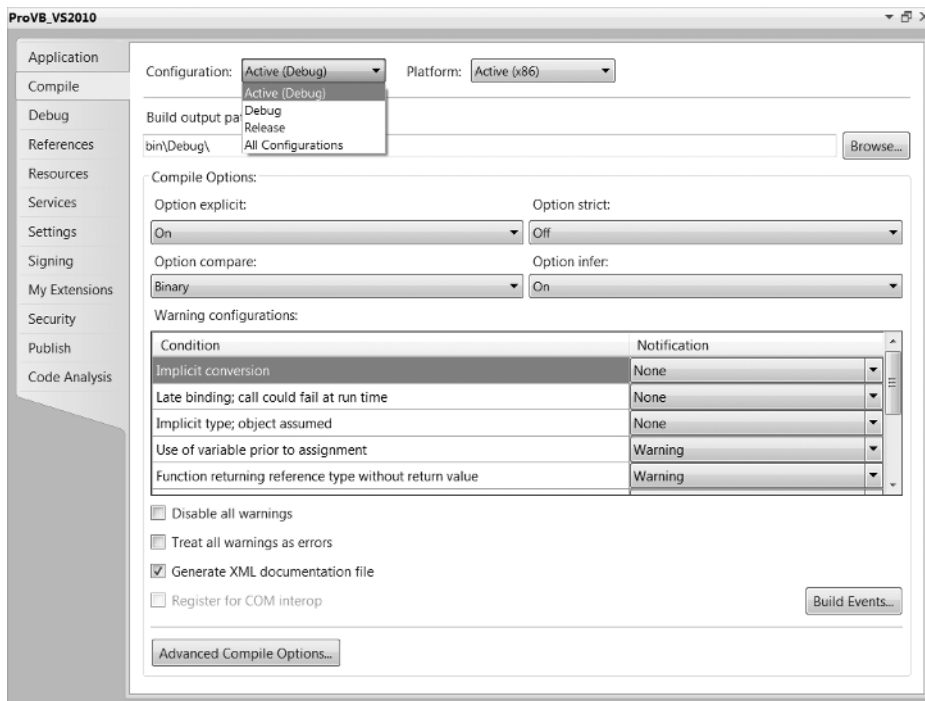 ProVB_VS2010
Application
Compile
Debug
References
Resources
Services
Settings
Signing
My Extensions
Security
Publish
Code Analysis
Configuration: Active (Debug) Platform: Active (x86)
Active (Debug)
Debug
Release
All Configurations
Build output pa
bin\Debug\ Browse...
Compile Options:
Option explicit: Option strict:
On Off
Option compare: Option infer:
Binary On
Warning configurations:
Condition Notification
Implicit conversion None
Late binding; call could fail at run time None
Implicit type; object assumed None
Use of variable prior to assignment Warning
Function returning reference type without return value Warning
Disable all warnings
Treat all warnings as errors
Generate XML documentation file
Register for COM interop Build Events...
Advanced Compile Options...